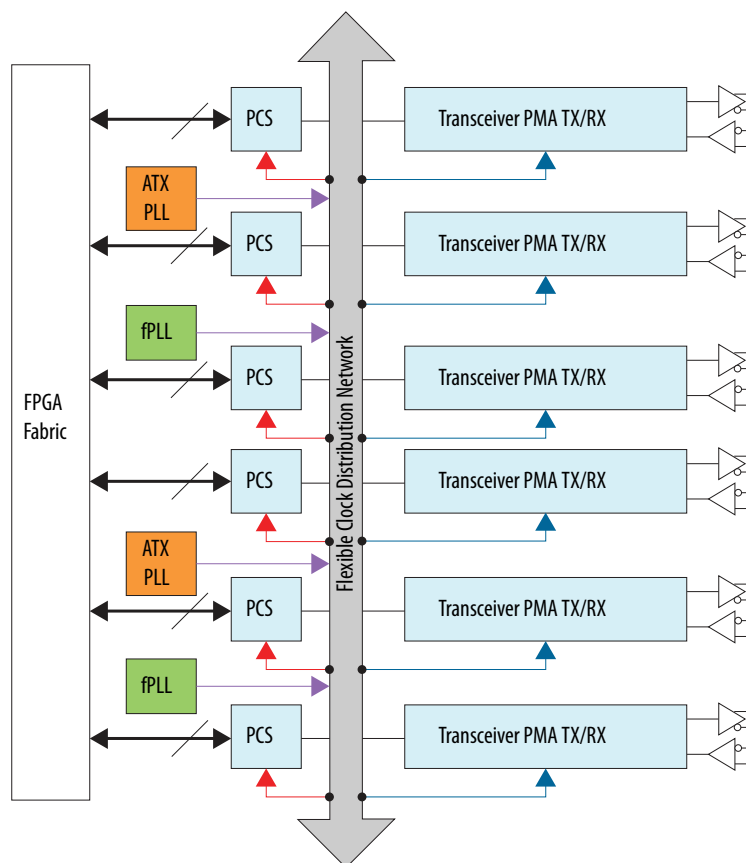 PCS
Transceiver PMA TX/RX
ATX
PLL
PCS
Transceiver PMA TX/RX
fPLL
PCS
Transceiver PMA TX/RX
FPGA
Fabric
Flexible Clock Distribution Network
PCS
Transceiver PMA TX/RX
ATX
PLL
PCS
Transceiver PMA TX/RX
fPLL
PCS
Transceiver PMA TX/RX